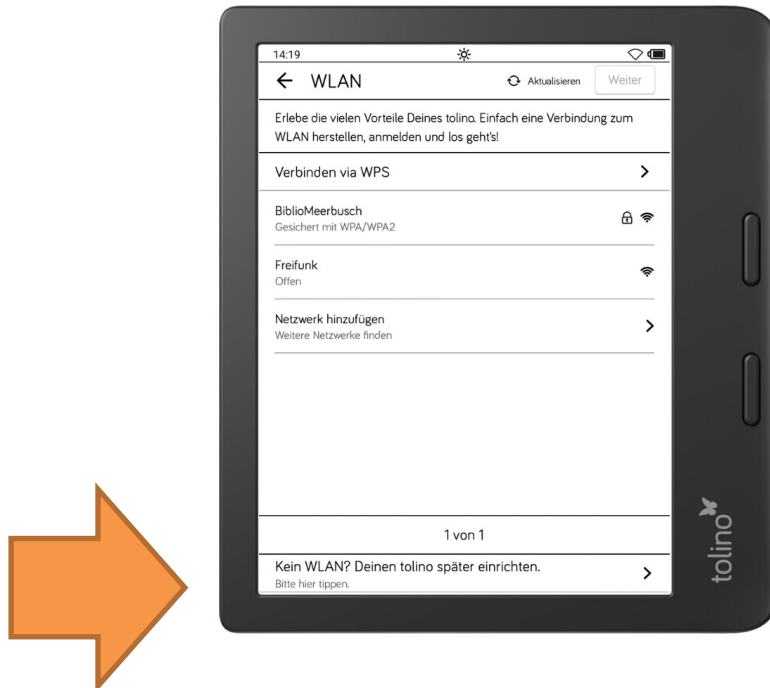 14:19
WLAN
Aktualisieren
Weiter
Erlebe die vielen Vorteile Deines tolino. Einfach eine Verbindung zum
WLAN herstellen, anmelden und los geht's!
Verbinden via WPS
BiblioMeerbusch
Gesichert mit WPA/WPA2
Freifunk
Offen
Netzwerk hinzufügen
Weitere Netzwerke finden
1 von 1
Kein WLAN? Deinen tolino später einrichten.
Bitte hier tippen.
tolino